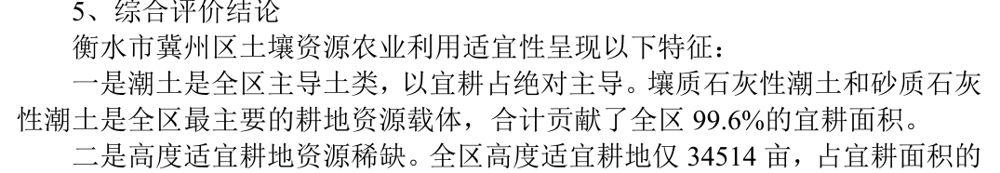 5、综合评价结论
衡水市冀州区土壤资源农业利用适宜性呈现以下特征：
一是潮土是全区主导土类，以宜耕占绝对主导。壤质石灰性潮土和砂质石灰
性潮土是全区最主要的耕地资源载体，合计贡献了全区 99.6%的宜耕面积。
二是高度适宜耕地资源稀缺。全区高度适宜耕地仅 34514 亩，占宜耕面积的